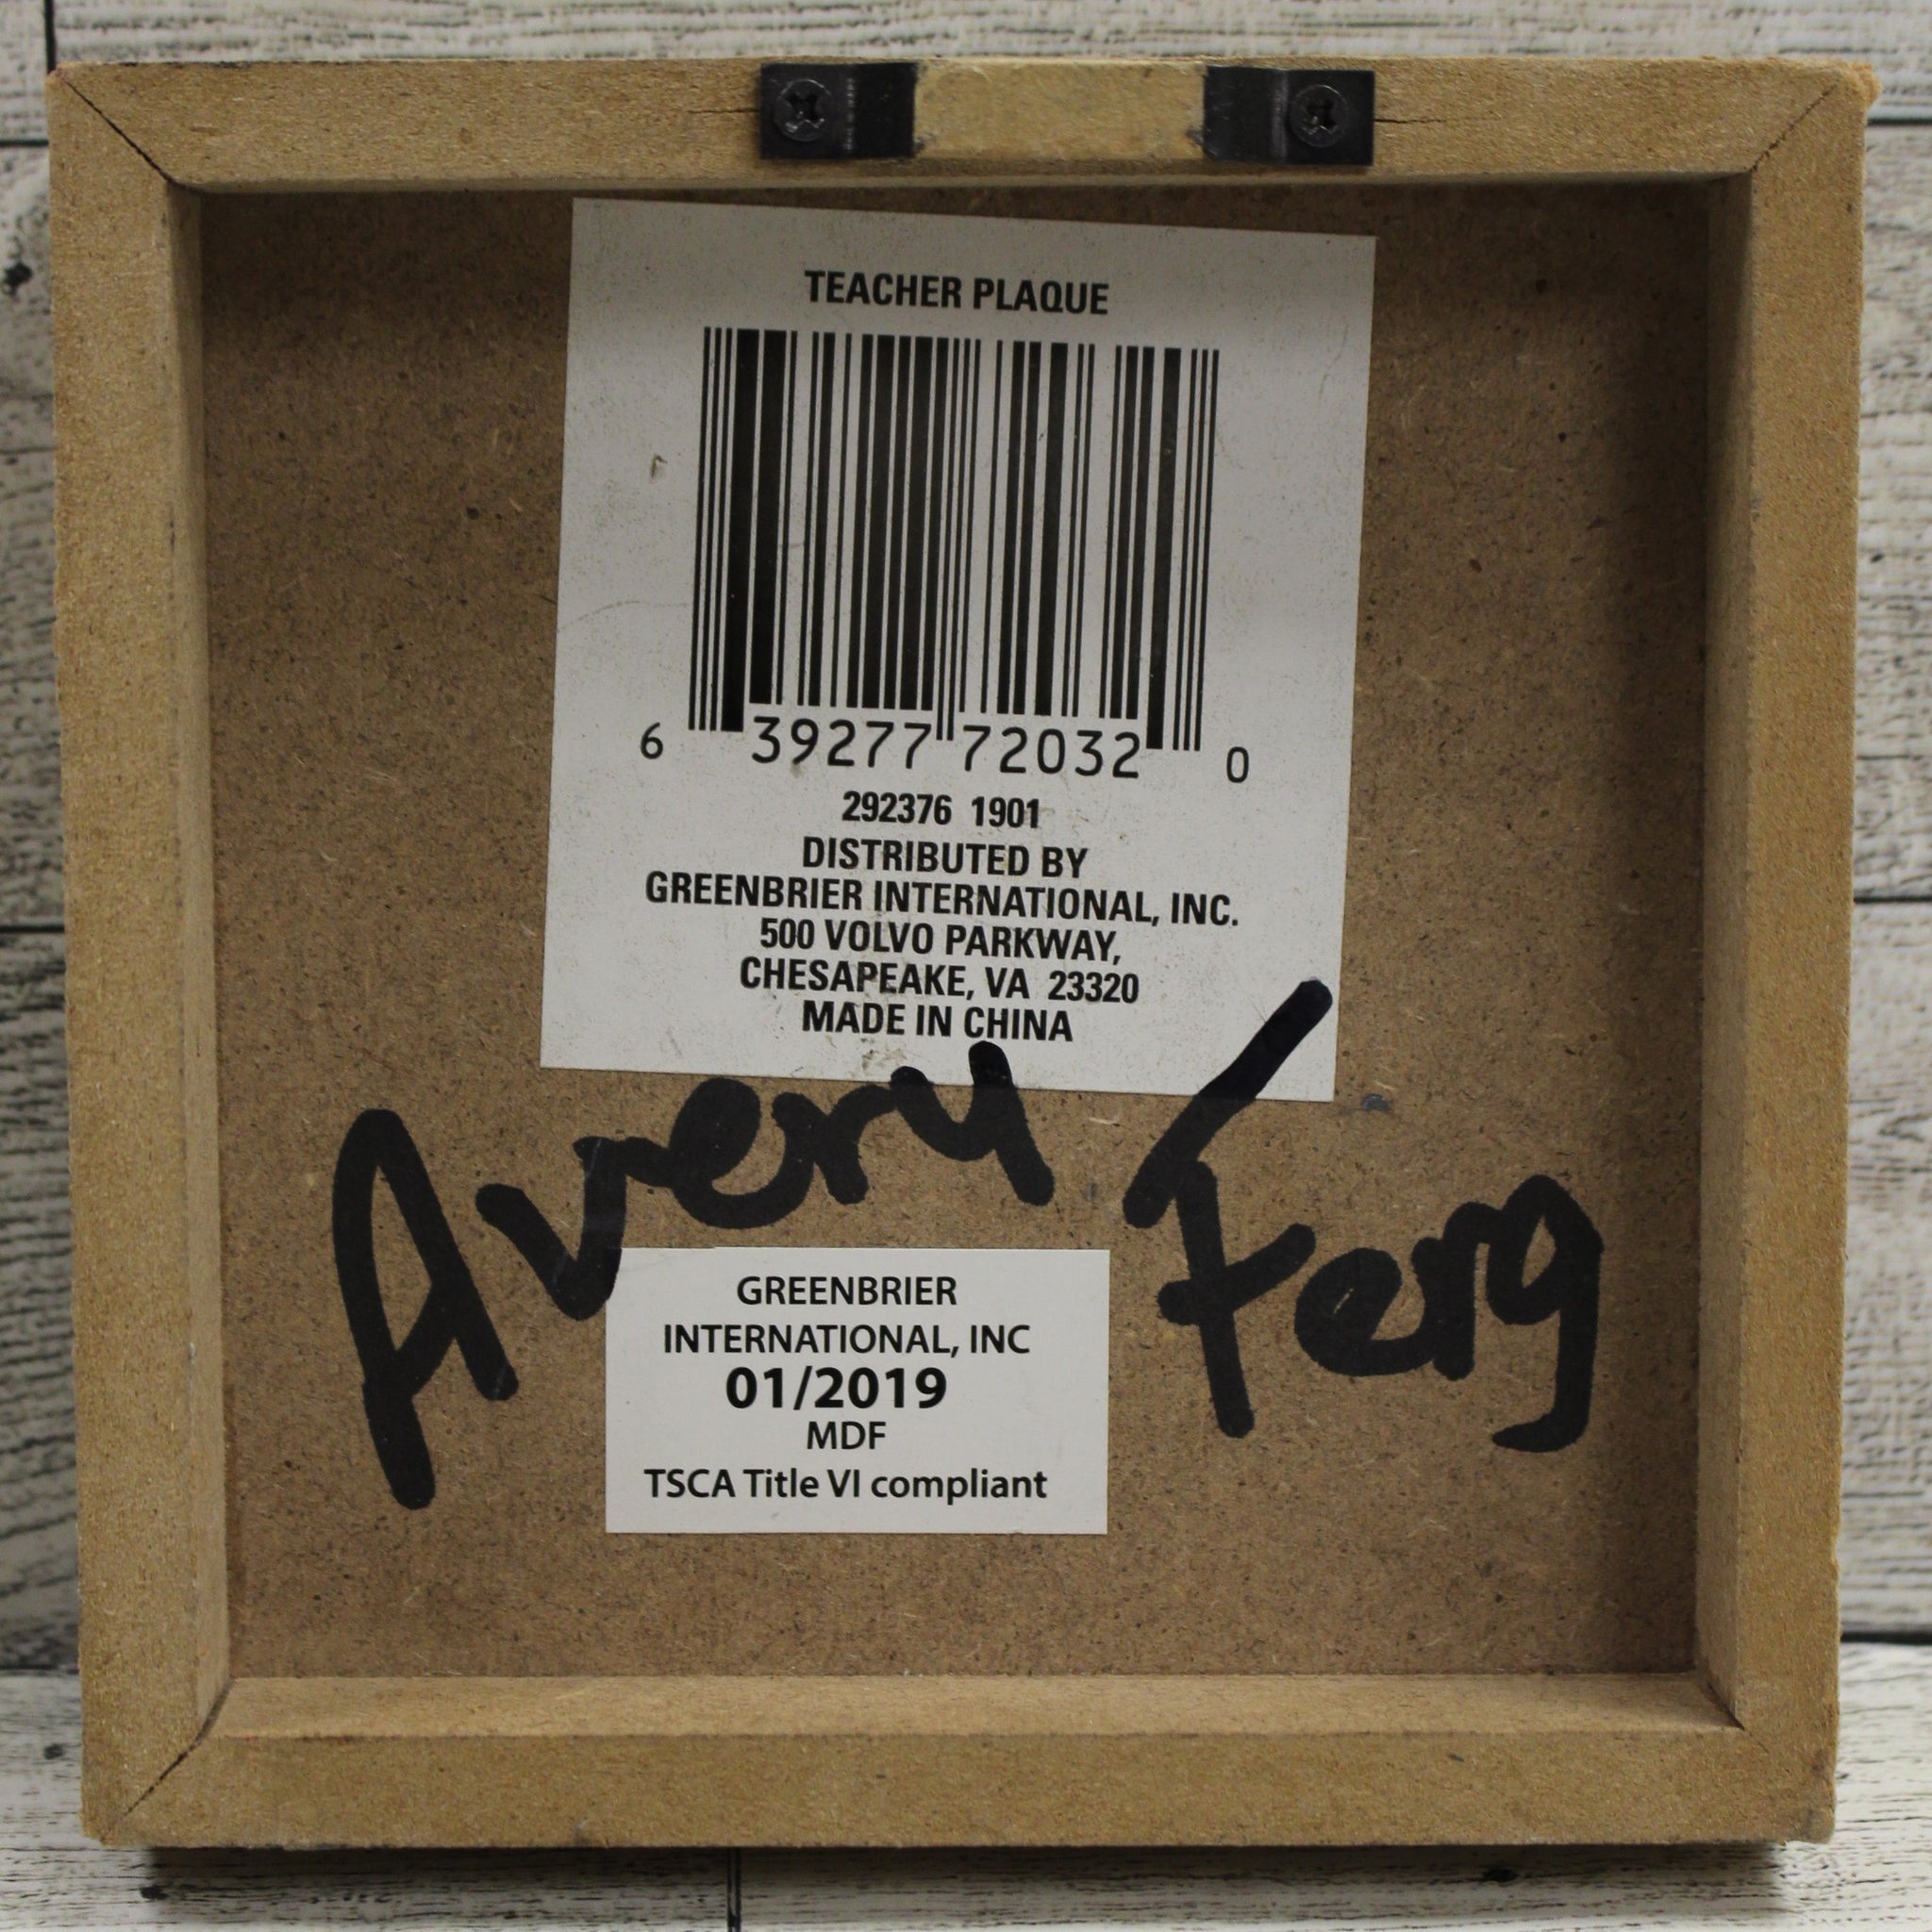 TEACHER PLAQUE
6 39277 72032 0
292376 1901
DISTRIBUTED BY
GREENBRIER INTERNATIONAL, INC.
500 VOLVO PARKWAY,
CHESAPEAKE, VA 23320
MADE IN CHINA
Avery Ferg
GREENBRIER
INTERNATIONAL, INC
01/2019
MDF
TSCA Title VI compliant